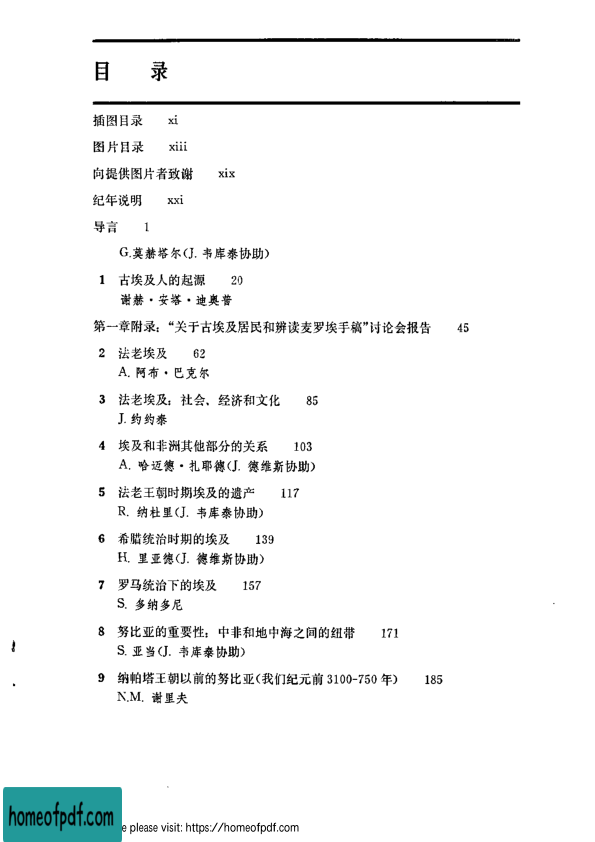 目 录
插图目录 xi
图片目录 xiii
向提供图片者致谢 xix
纪年说明 xxi
导言 1
G.莫赫塔尔(J. 韦库泰协助)
1 古埃及人的起源 20
谢赫·安塔·迪奥普
第一章附录:“关于古埃及居民和辨读麦罗埃手稿”讨论会报告 45
2 法老埃及 62
A. 阿布·巴克尔
3 法老埃及:社会、经济和文化 85
J. 约约泰
4 埃及和非洲其他部分的关系 103
A. 哈迈德·扎耶德(J. 德维斯协助)
5 法老王朝时期埃及的遗产 117
R. 纳杜里(J. 韦库泰协助)
6 希腊统治时期的埃及 139
H. 里亚德(J. 德维斯协助)
7 罗马统治下的埃及 157
S. 多纳多尼
8 努比亚的重要性:中非和地中海之间的纽带 171
S. 亚当(J. 韦库泰协助)
9 纳帕塔王朝以前的努比亚(我们纪元前3100-750年) 185
N.M. 谢里夫
homeofpdf.com
e please visit: https://homeofpdf.com